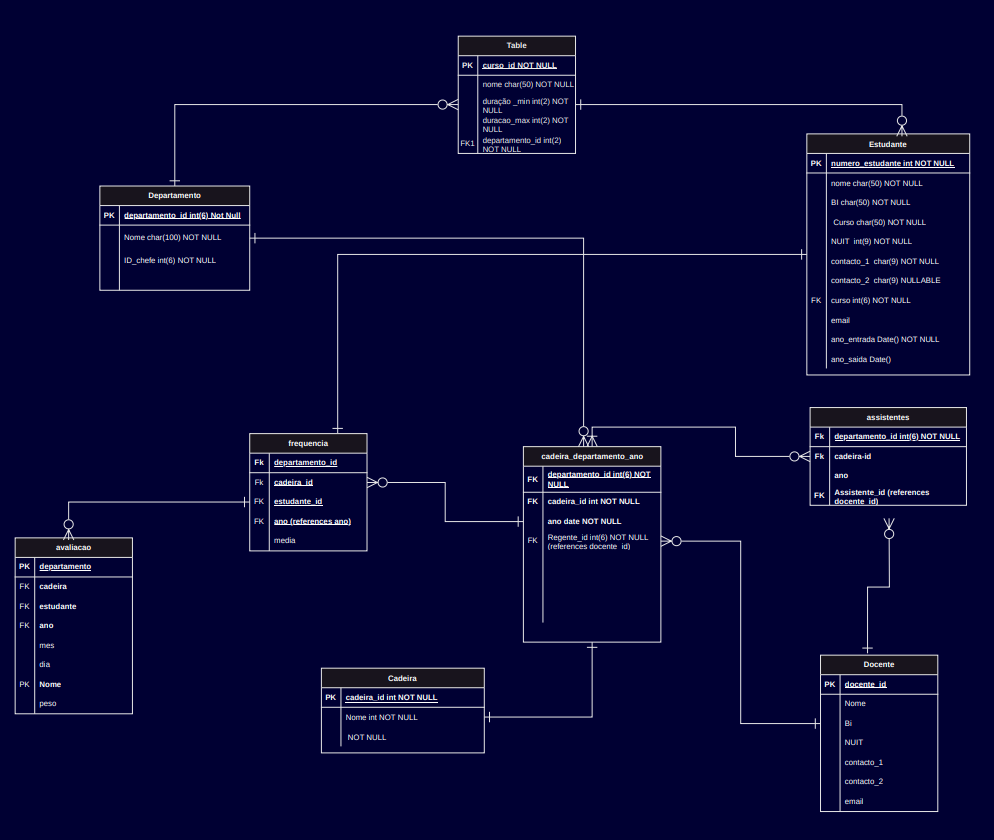 Table
PK curso_id NOT NULL
nome char(50) NOT NULL
duração _min int(2) NOT
NULL
duracao_max int(2) NOT
NULL
FK1 departamento_id int(2)
NOT NULL
Estudante
PK numero_estudante int NOT NULL
nome char(50) NOT NULL
BI char(50) NOT NULL
Curso char(50) NOT NULL
NUIT int(9) NOT NULL
contacto_1 char(9) NOT NULL
contacto_2 char(9) NULLABLE
FK curso int(6) NOT NULL
email
ano_entrada Date() NOT NULL
ano_saida Date()
Departamento
PK departamento_id int(6) Not Null
Nome char(100) NOT NULL
ID_chefe int(6) NOT NULL
assistentes
Fk departamento_id int(6) NOT NULL
Fk cadeira-id
ano
FK Assistente_id (references
docente_id)
frequencia
Fk departamento_id
Fk cadeira_id
FK estudante_id
FK ano (references ano)
media
cadeira_departamento_ano
FK departamento_id int(6) NOT
NULL
FK cadeira_id int NOT NULL
ano date NOT NULL
FK Regente_id int(6) NOT NULL
(references docente_id)
avaliacao
PK departamento
FK cadeira
FK estudante
FK ano
mes
dia
PK Nome
peso
Cadeira
PK cadeira_id int NOT NULL
Nome int NOT NULL
NOT NULL
Docente
PK docente_id
Nome
Bi
NUIT
contacto_1
contacto_2
email